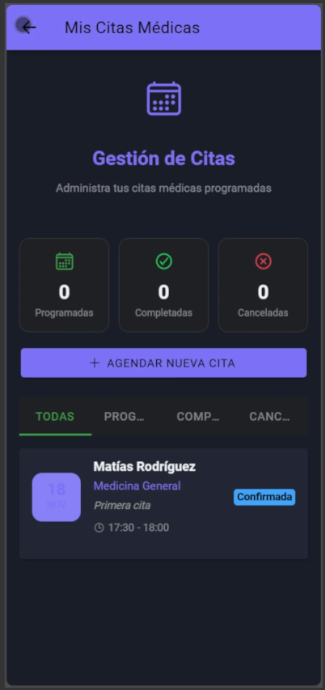 Mis Citas Médicas
Gestión de Citas
Administra tus citas médicas programadas
0
Programadas
0
Completadas
0
Canceladas
+ AGENDAR NUEVA CITA
TODAS
PROG...
COMP...
CANC...
18
Matías Rodríguez
Medicina General
Primera cita
17:30 - 18:00
Confirmada